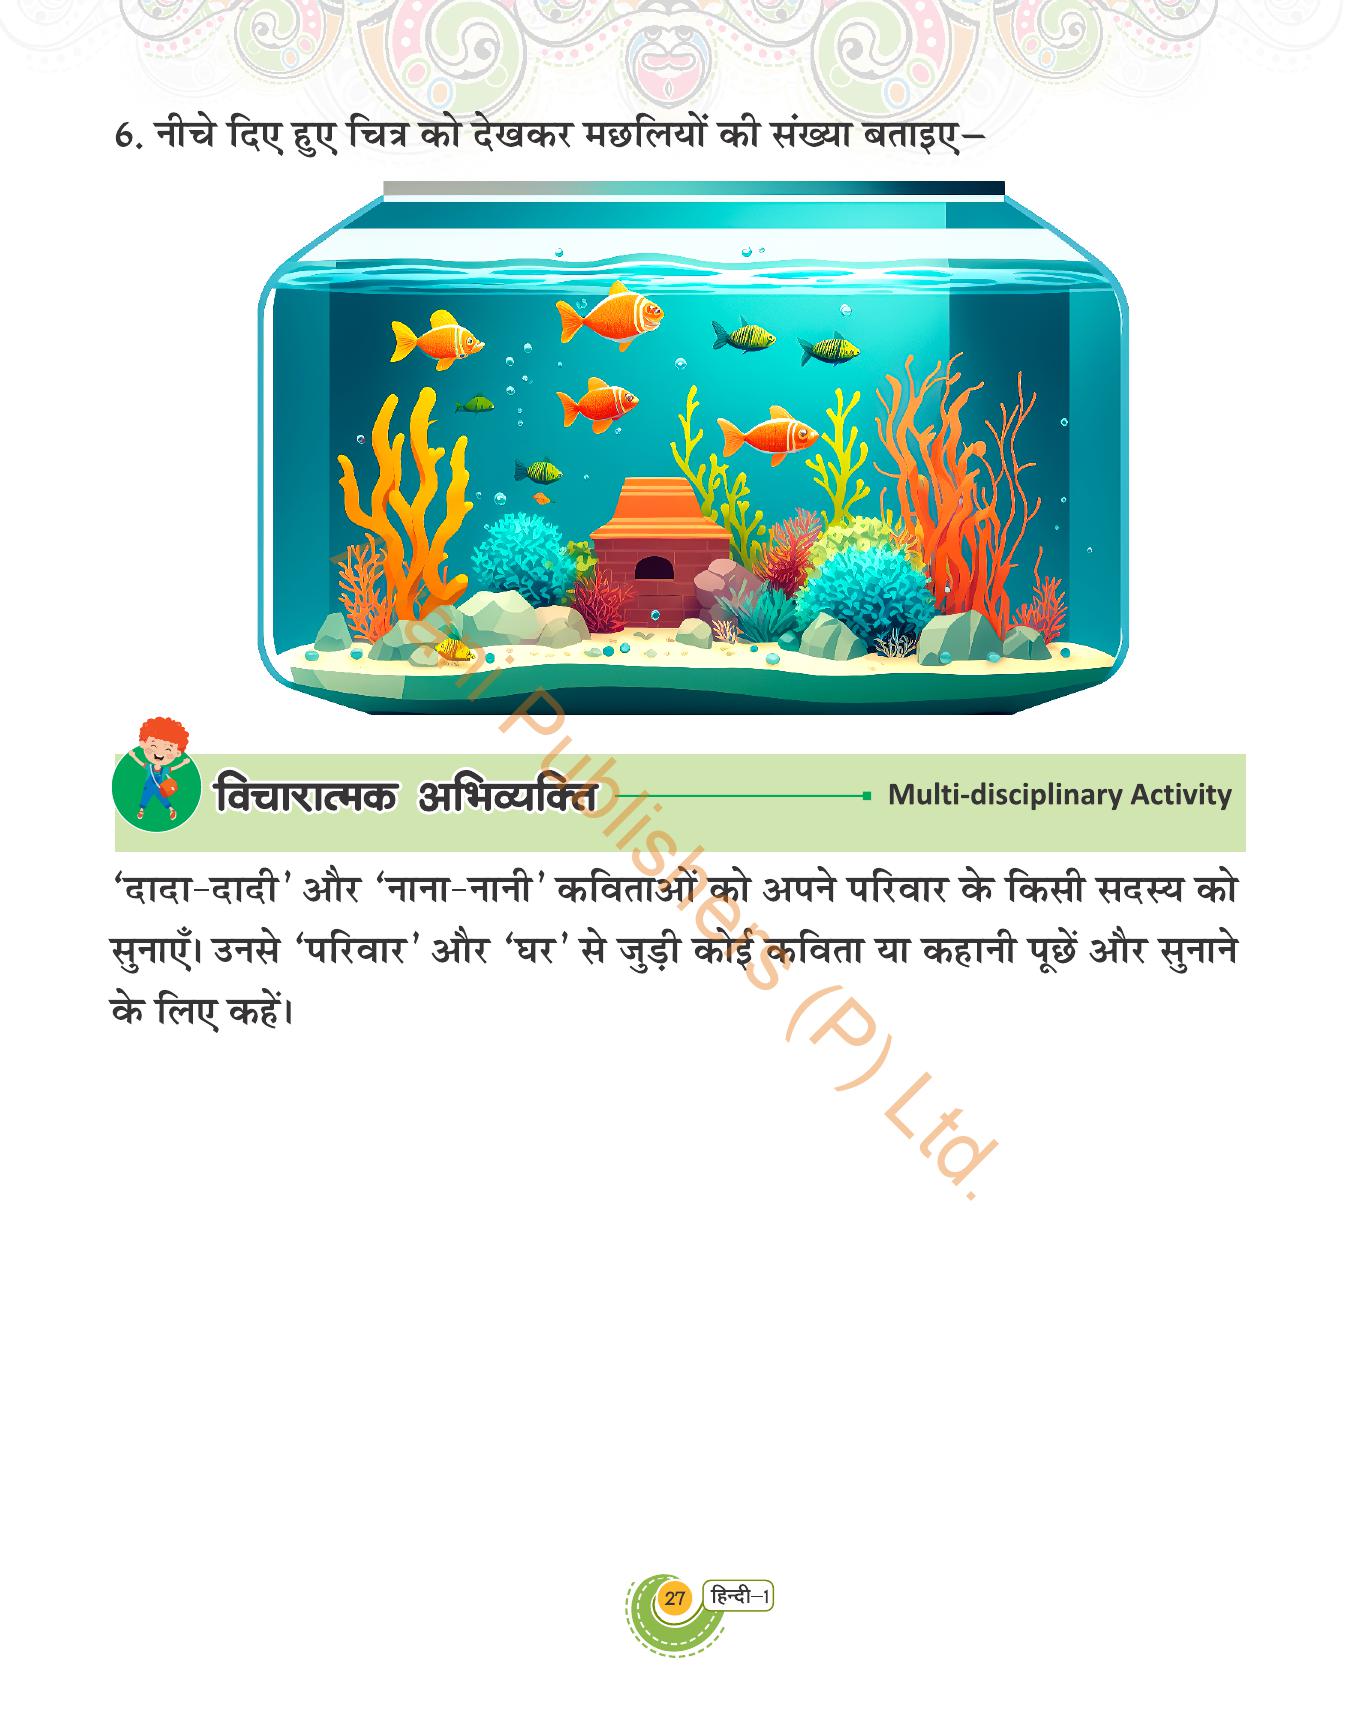 6. नीचे दिए हुए चित्र को देखकर मछलियों की संख्या बताइए–
विचारात्मक अभिव्यक्ति
Multi-disciplinary Activity
‘दादा-दादी’ और ‘नाना-नानी’ कविताओं को अपने परिवार के किसी सदस्य को
सुनाएँ। उनसे ‘परिवार’ और ‘घर’ से जुड़ी कोई कविता या कहानी पूछें और सुनाने
के लिए कहें।
Publishers (P) Ltd.
27
हिन्दी–1